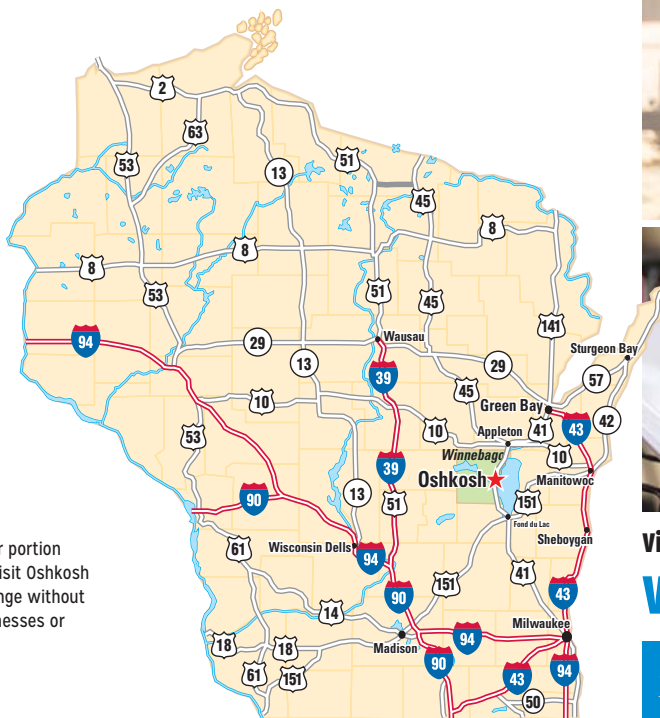 2
63
53
13
51
45
8
8
8
53
51
45
141
94
29
13
Wausau
39
29
Sturgeon Bay
57
45
10
Green Bay
42
53
10
Appleton
41
43
Winnebago
10
39
Oshkosh
Manitowoc
90
13
51
151
Fond du Lac
r portion
isit Oshkosh
nge without
nesses or
61
Wisconsin Dells
94
Sheboygan
Vi
41
151
90
43
14
Milwaukee
18
18
Madison
94
90
43
94
61
151
50